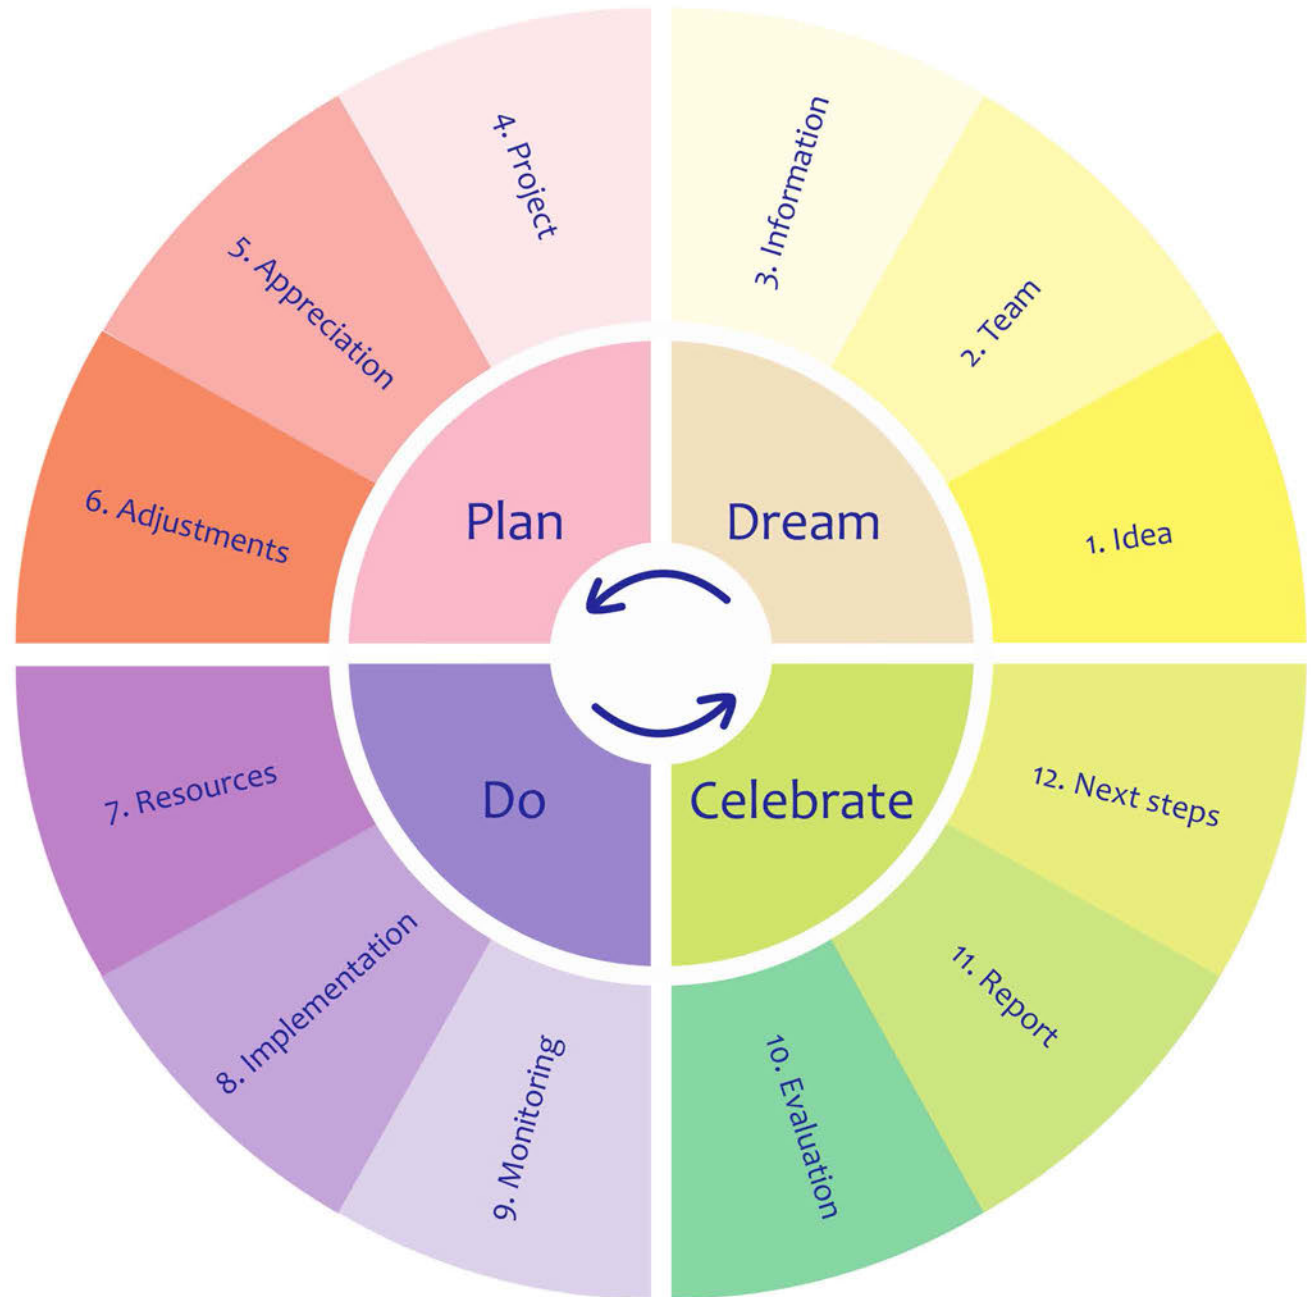 Dream
1. Idea
2. Team
3. Information
Plan
4. Project
5. Appreciation
6. Adjustments
Do
7. Resources
8. Implementation
9. Monitoring
Celebrate
10. Evaluation
11. Report
12. Next steps